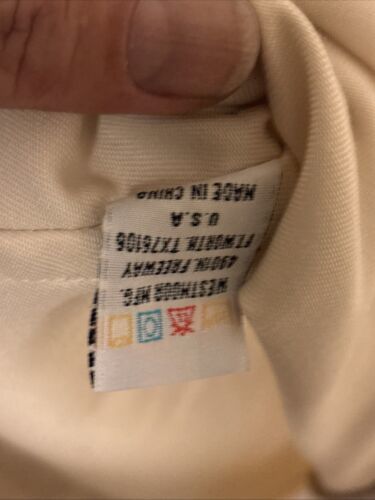 WESTMOOR MFG.
4901N. FREEWAY
FT.WORTH. TX76106
U.S.A
MADE IN CHINA